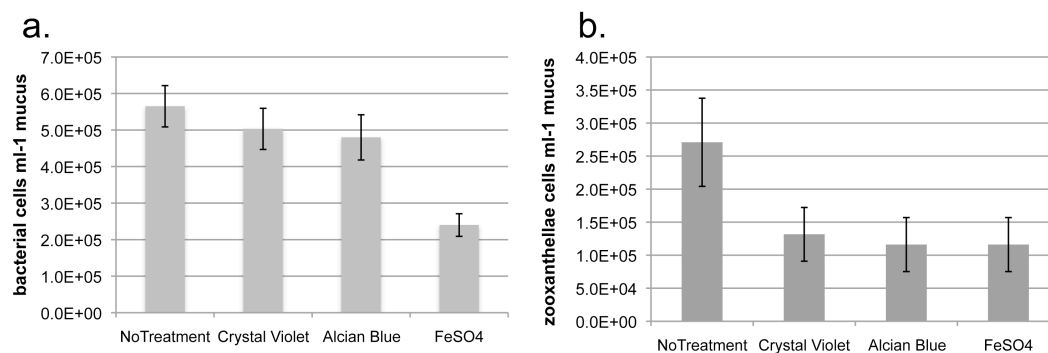 a.
bacterial cells ml-1 mucus
7.0E+05
6.0E+05
5.0E+05
4.0E+05
3.0E+05
2.0E+05
1.0E+05
0.0E+00
NoTreatment Crystal Violet Alcian Blue FeSO4
b.
zooxanthellae cells ml-1 mucus
4.0E+05
3.5E+05
3.0E+05
2.5E+05
2.0E+05
1.5E+05
1.0E+05
5.0E+04
0.0E+00
NoTreatment Crystal Violet Alcian Blue FeSO4